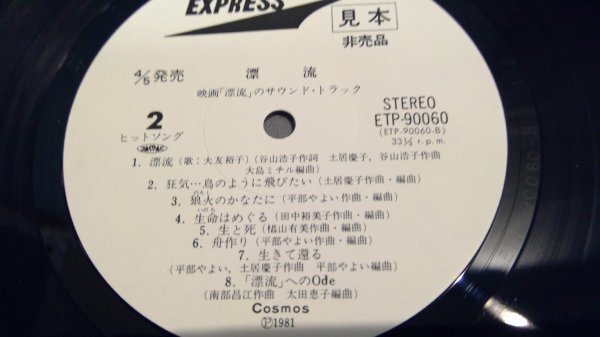 EXPRESS
見本
非売品
4/5発売
漂流
映画「漂流」のサウンド・トラック
STEREO
ETP-90060
(ETP-90060-B)
33⅓ r.p.m.
2
ヒットソング
1. 漂流 (歌:大友裕子) (谷山浩子作詞 土居慶子, 谷山浩子作曲
大島ミチル編曲)
2. 狂気…鳥のように飛びたい (土居慶子作曲・編曲)
3. 狼火のかなたに (平部やよい作曲・編曲)
のろし
4. 生命はめぐる (田中裕美子作曲・編曲)
いのち
5. 生と死 (椙山有美作曲・編曲)
6. 舟作り (平部やよい作曲・編曲)
7. 生きて還る
(平部やよい, 土居慶子作曲 平部やよい編曲)
8. 「漂流」へのOde
(南部昌江作曲 太田恵子編曲)
Cosmos
Ⓟ1981